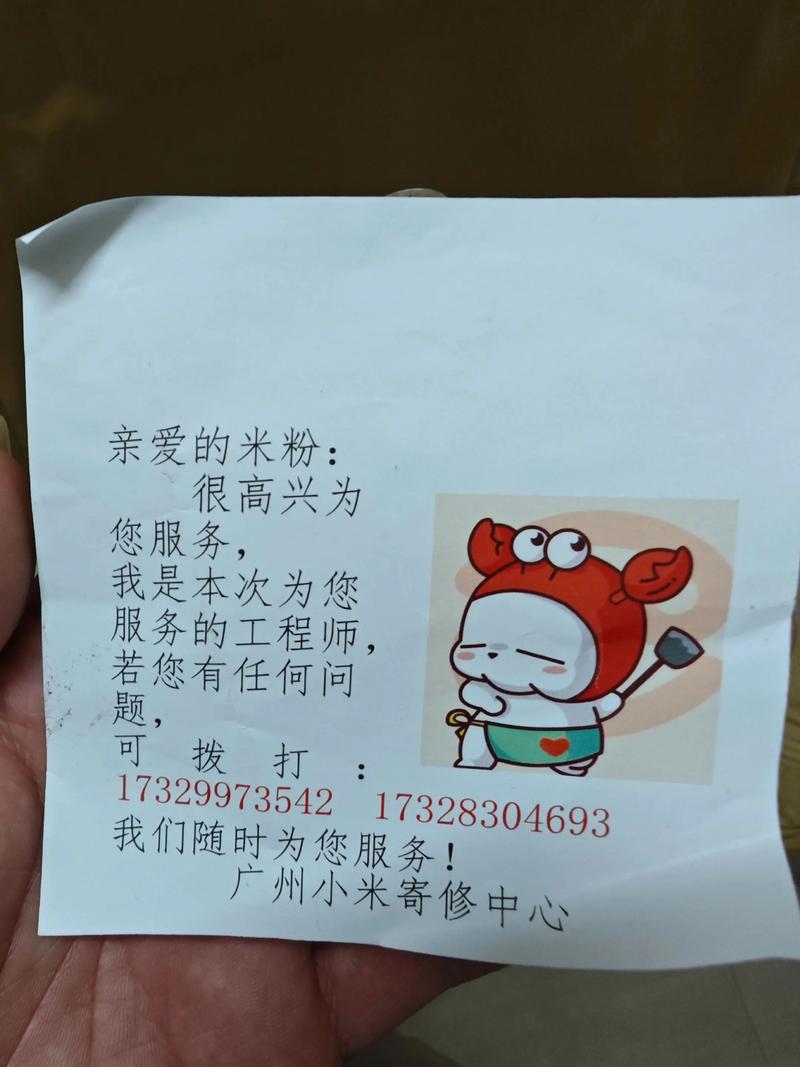 亲爱的米粉：
很高兴为
您服务，
我是本次为您
服务的工程师，
若您有任何问
题，
可 拨 打 ：
17329973542 17328304693
我们随时为您服务！
广州小米寄修中心